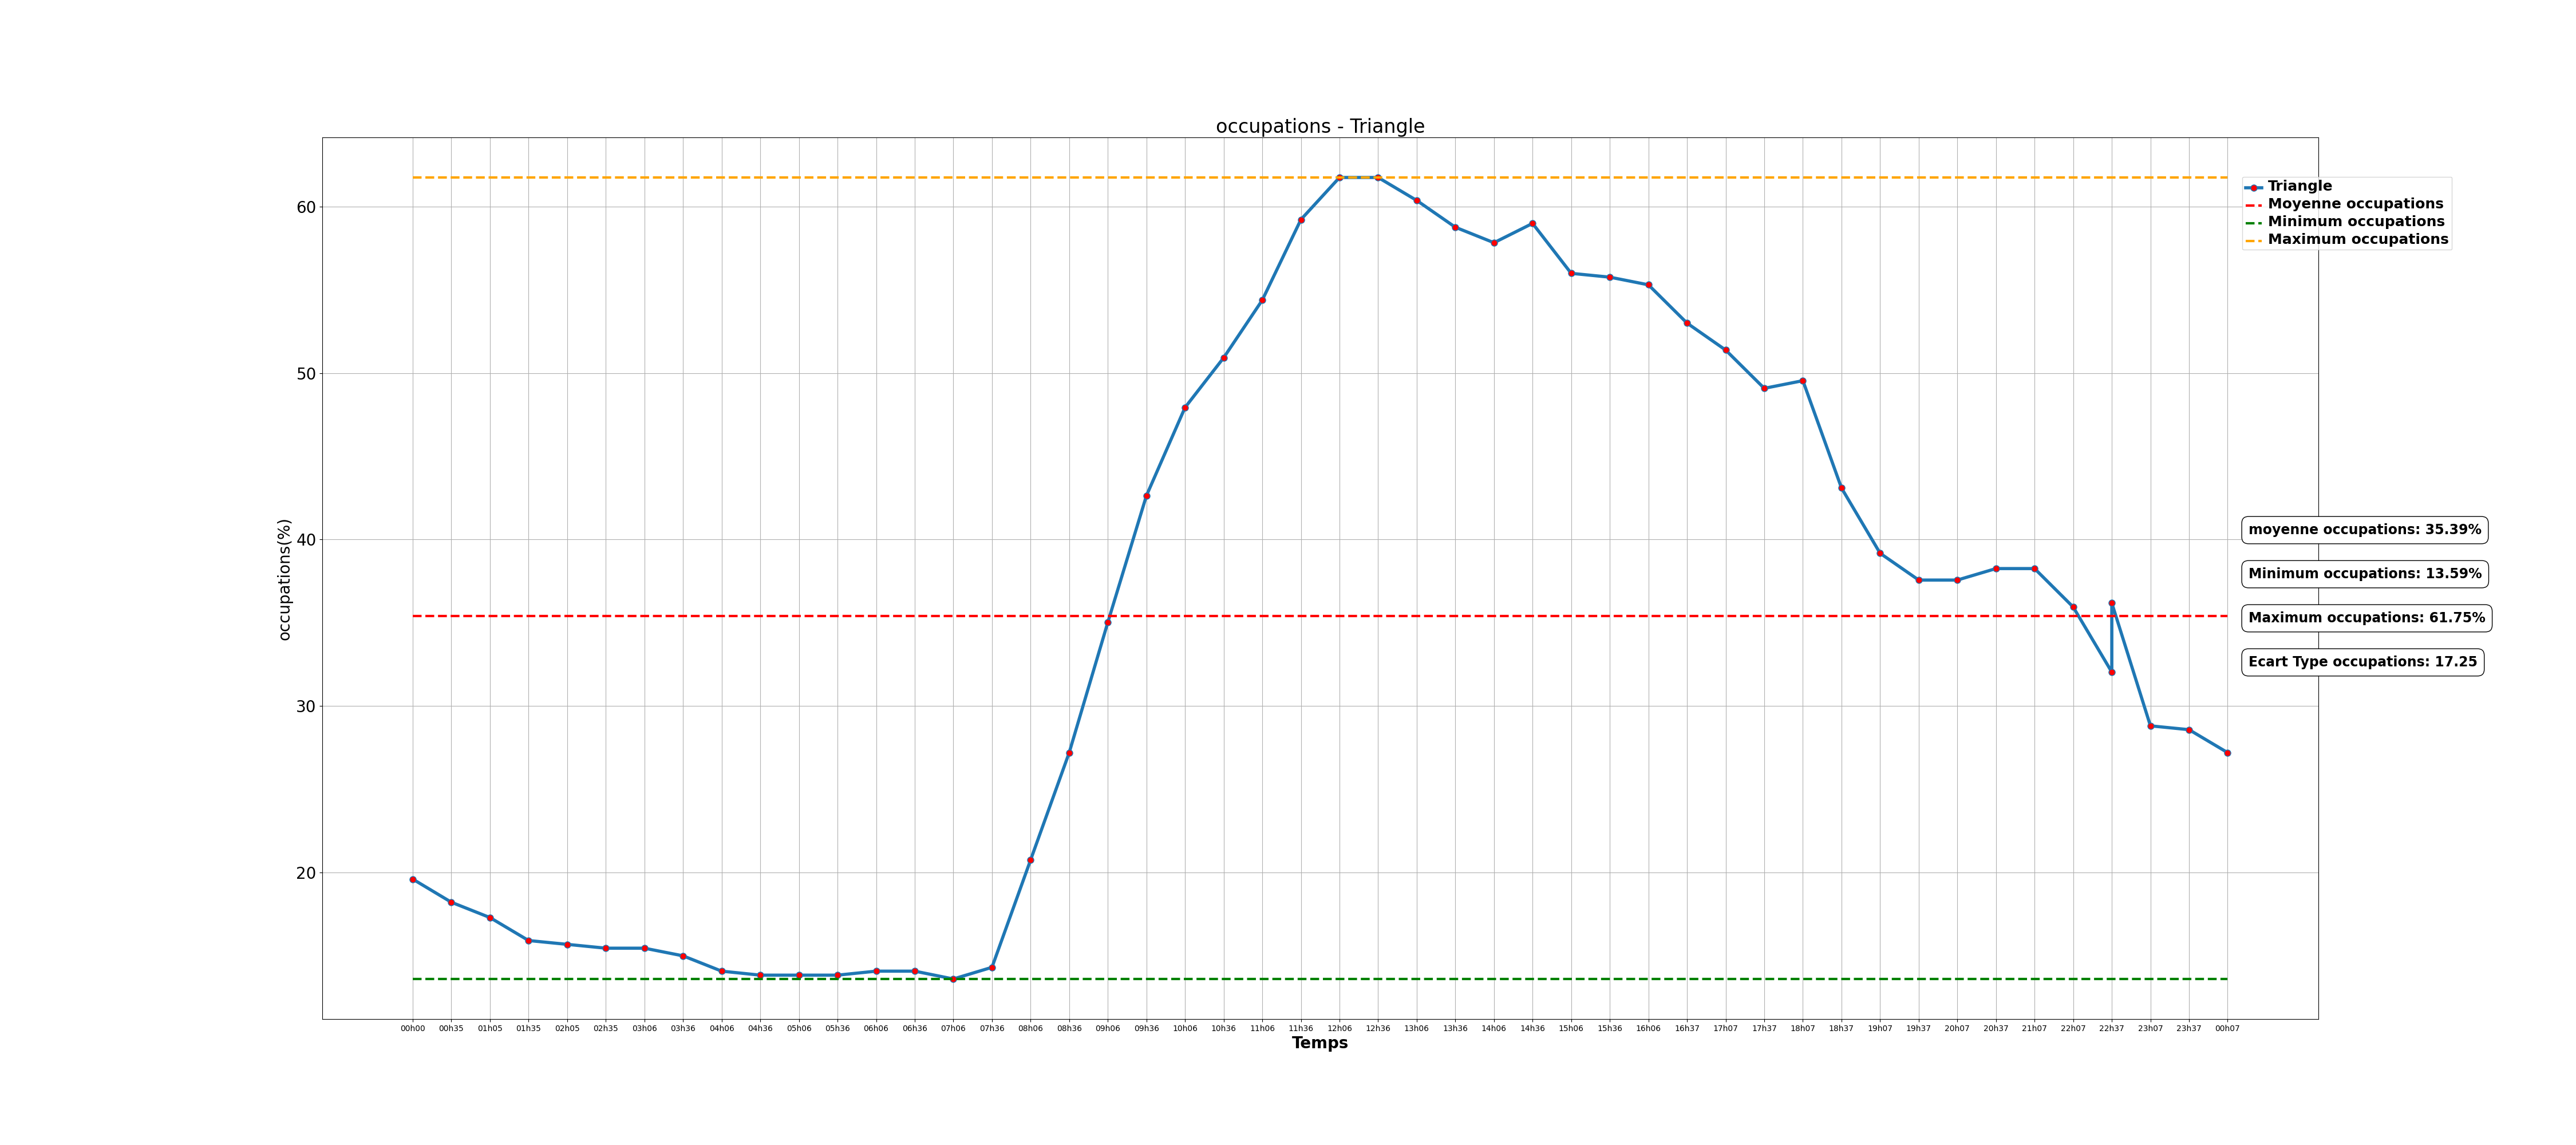 occupations - Triangle
60
50
40
30
20
occupations(%)
Triangle
Moyenne occupations
Minimum occupations
Maximum occupations
moyenne occupations: 35.39%
Minimum occupations: 13.59%
Maximum occupations: 61.75%
Ecart Type occupations: 17.25
00h00 00h35 01h05 01h35 02h05 02h35 03h06 03h36 04h06 04h36 05h06 05h36 06h06 06h36 07h06 07h36 08h06 08h36 09h06 09h36 10h06 10h36 11h06 11h36 12h06 12h36 13h06 13h36 14h06 14h36 15h06 15h36 16h06 16h37 17h07 17h37 18h07 18h37 19h07 19h37 20h07 20h37 21h07 22h07 22h37 23h07 23h37 00h07
Temps